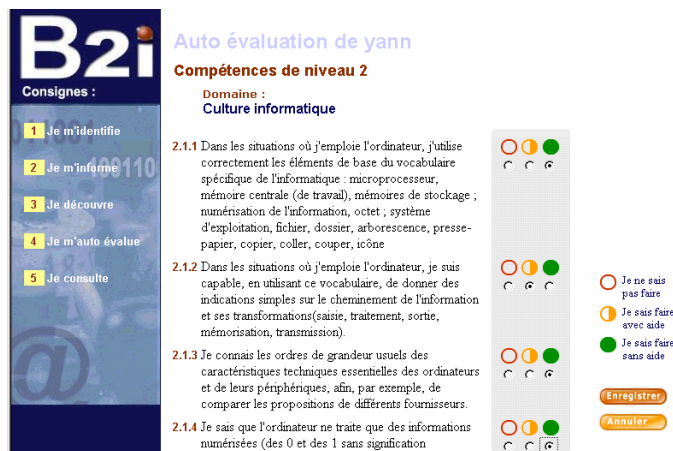 B2i
Consignes :
1 Je m'identifie
2 Je m'informe
3 Je découvre
4 Je m'auto évalue
5 Je consulte
011001
100110
@
Auto évaluation de yann
Compétences de niveau 2
Domaine :
Culture informatique
2.1.1 Dans les situations où j'emploie l'ordinateur, j'utilise
correctement les éléments de base du vocabulaire
spécifique de l'informatique : microprocesseur,
mémoire centrale (de travail), mémoires de stockage ;
numérisation de l'information, octet ; système
d'exploitation, fichier, dossier, arborescence, presse-
papier, copier, coller, couper, icône
2.1.2 Dans les situations où j'emploie l'ordinateur, je suis
capable, en utilisant ce vocabulaire, de donner des
indications simples sur le cheminement de l'information
et ses transformations(saisie, traitement, sortie,
mémorisation, transmission).
2.1.3 Je connais les ordres de grandeur usuels des
caractéristiques techniques essentielles des ordinateurs
et de leurs périphériques, afin, par exemple, de
comparer les propositions de différents fournisseurs.
2.1.4 Je sais que l'ordinateur ne traite que des informations
numérisées (des 0 et des 1 sans signification
Je ne sais
pas faire
Je sais faire
avec aide
Je sais faire
sans aide
Enregistrer
Annuler